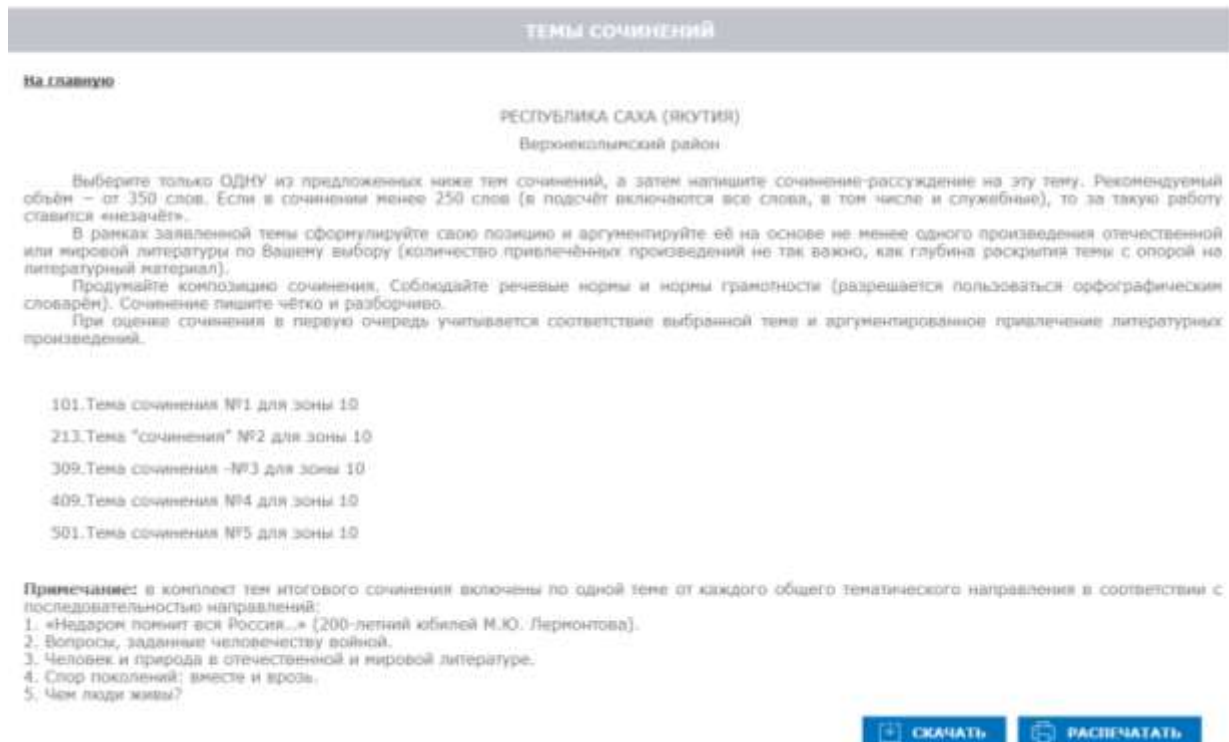 ТЕМЫ СОЧИНЕНИЙ
На главную
РЕСПУБЛИКА САХА (ЯКУТИЯ)
Верхнеколымский район
Выберите только ОДНУ из предложенных ниже тем сочинений, а затем напишите сочинение-рассуждение на эту тему. Рекомендуемый
объём – от 350 слов. Если в сочинении менее 250 слов (в подсчёт включаются все слова, в том числе и служебные), то за такую работу
ставится «незачёт».
В рамках заявленной темы сформулируйте свою позицию и аргументируйте её на основе не менее одного произведения отечественной
или мировой литературы по Вашему выбору (количество привлечённых произведений не так важно, как глубина раскрытия темы с опорой на
литературный материал).
Продумайте композицию сочинения. Соблюдайте речевые нормы и нормы грамотности (разрешается пользоваться орфографическим
словарём). Сочинение пишите чётко и разборчиво.
При оценке сочинения в первую очередь учитывается соответствие выбранной теме и аргументированное привлечение литературных
произведений.
101.Тема сочинения №1 для зоны 10
213.Тема "сочинения" №2 для зоны 10
309.Тема сочинения -№3 для зоны 10
409.Тема сочинения №4 для зоны 10
501.Тема сочинения №5 для зоны 10
Примечание: в комплект тем итогового сочинения включены по одной теме от каждого общего тематического направления в соответствии с
последовательностью направлений:
1. «Недаром помнит вся Россия…» (200-летний юбилей М.Ю. Лермонтова).
2. Вопросы, заданные человечеству войной.
3. Человек и природа в отечественной и мировой литературе.
4. Спор поколений: вместе и врозь.
5. Чем люди живы?
СКАЧАТЬ РАСПЕЧАТАТЬ